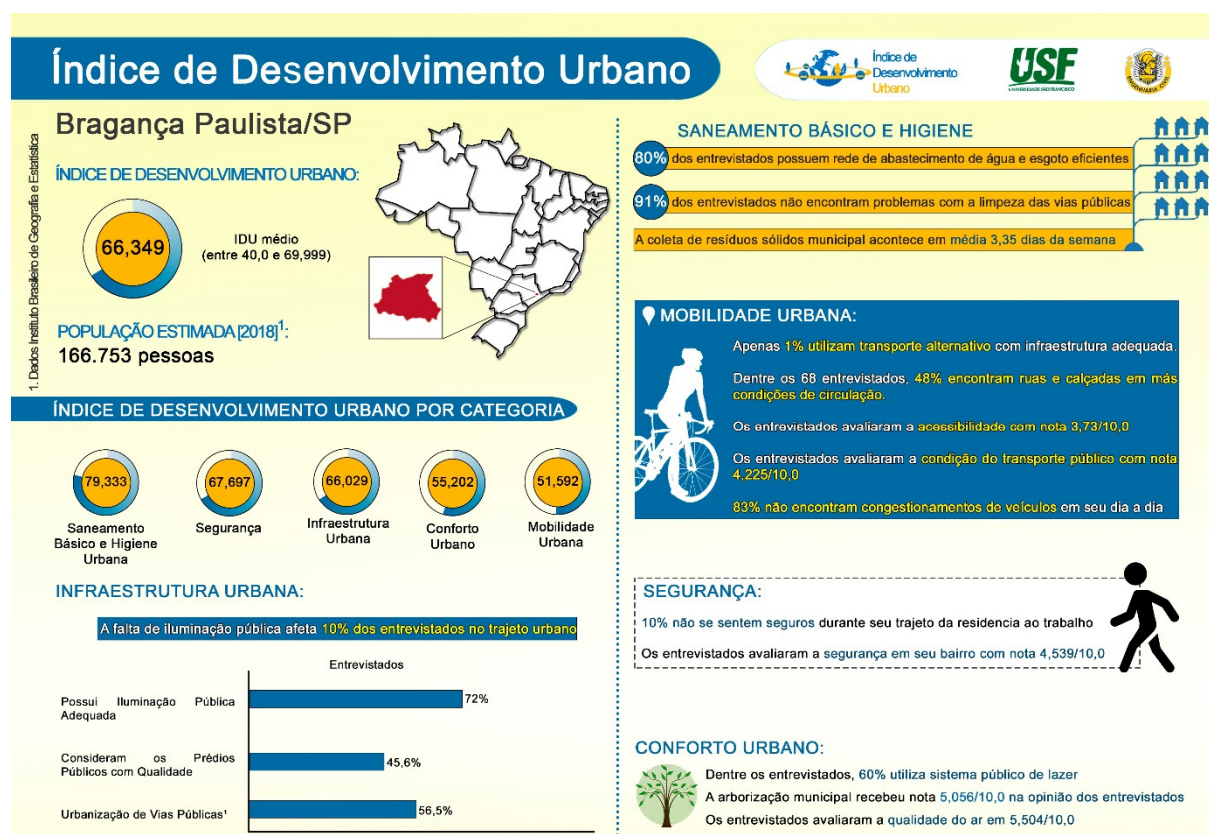 Índice de Desenvolvimento Urbano
Índice de
Desenvolvimento
Urbano
USF
UNIVERSIDADE SÃO FRANCISCO
ENGENHARIA CIVIL
Bragança Paulista/SP
1. Dados Instituto Brasileiro de Geografia e Estatística
ÍNDICE DE DESENVOLVIMENTO URBANO:
66,349
IDU médio
(entre 40,0 e 69,999)
POPULAÇÃO ESTIMADA [2018]¹:
166.753 pessoas
ÍNDICE DE DESENVOLVIMENTO URBANO POR CATEGORIA
79,333
67,697
66,029
55,202
51,592
Saneamento
Básico e Higiene
Urbana
Segurança
Infraestrutura
Urbana
Conforto
Urbano
Mobilidade
Urbana
INFRAESTRUTURA URBANA:
A falta de iluminação pública afeta 10% dos entrevistados no trajeto urbano
Entrevistados
Possui Iluminação Pública
Adequada
72%
Consideram os Prédios
Públicos com Qualidade
45,6%
Urbanização de Vias Públicas¹
56,5%
SANEAMENTO BÁSICO E HIGIENE
80% dos entrevistados possuem rede de abastecimento de água e esgoto eficientes
91% dos entrevistados não encontram problemas com a limpeza das vias públicas
A coleta de resíduos sólidos municipal acontece em média 3,35 dias da semana
MOBILIDADE URBANA:
Apenas 1% utilizam transporte alternativo com infraestrutura adequada.
Dentre os 68 entrevistados, 48% encontram ruas e calçadas em más
condições de circulação.
Os entrevistados avaliaram a acessibilidade com nota 3,73/10,0
Os entrevistados avaliaram a condição do transporte público com nota
4,225/10,0
83% não encontram congestionamentos de veículos em seu dia a dia
SEGURANÇA:
10% não se sentem seguros durante seu trajeto da residencia ao trabalho
Os entrevistados avaliaram a segurança em seu bairro com nota 4,539/10,0
CONFORTO URBANO:
Dentre os entrevistados, 60% utiliza sistema público de lazer
A arborização municipal recebeu nota 5,056/10,0 na opinião dos entrevistados
Os entrevistados avaliaram a qualidade do ar em 5,504/10,0